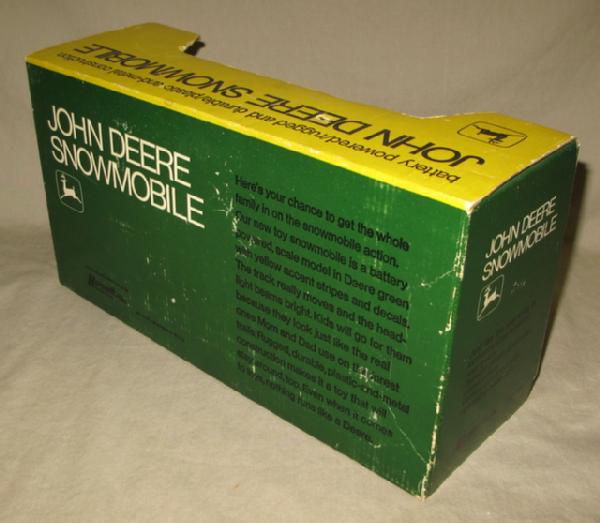 battery powered/rugged and durable/plastic-and-metal construction
JOHN DEERE SNOWMOBILE
JOHN DEERE
SNOWMOBILE
Here's your chance to get the whole
family in on the snowmobile action.
Our new toy snowmobile is a battery
powered, scale model in Deere green
with yellow accent stripes and decals.
The track really moves and the head-
light beams bright. Kids will go for them
because they look just like the real
ones Mom and Dad use on the forest
trails. Rugged, durable, plastic-and-metal
construction makes it a toy that will
stay around, too. Even when it comes
to toys, nothing runs like a Deere.
JOHN DEERE
SNOWMOBILE